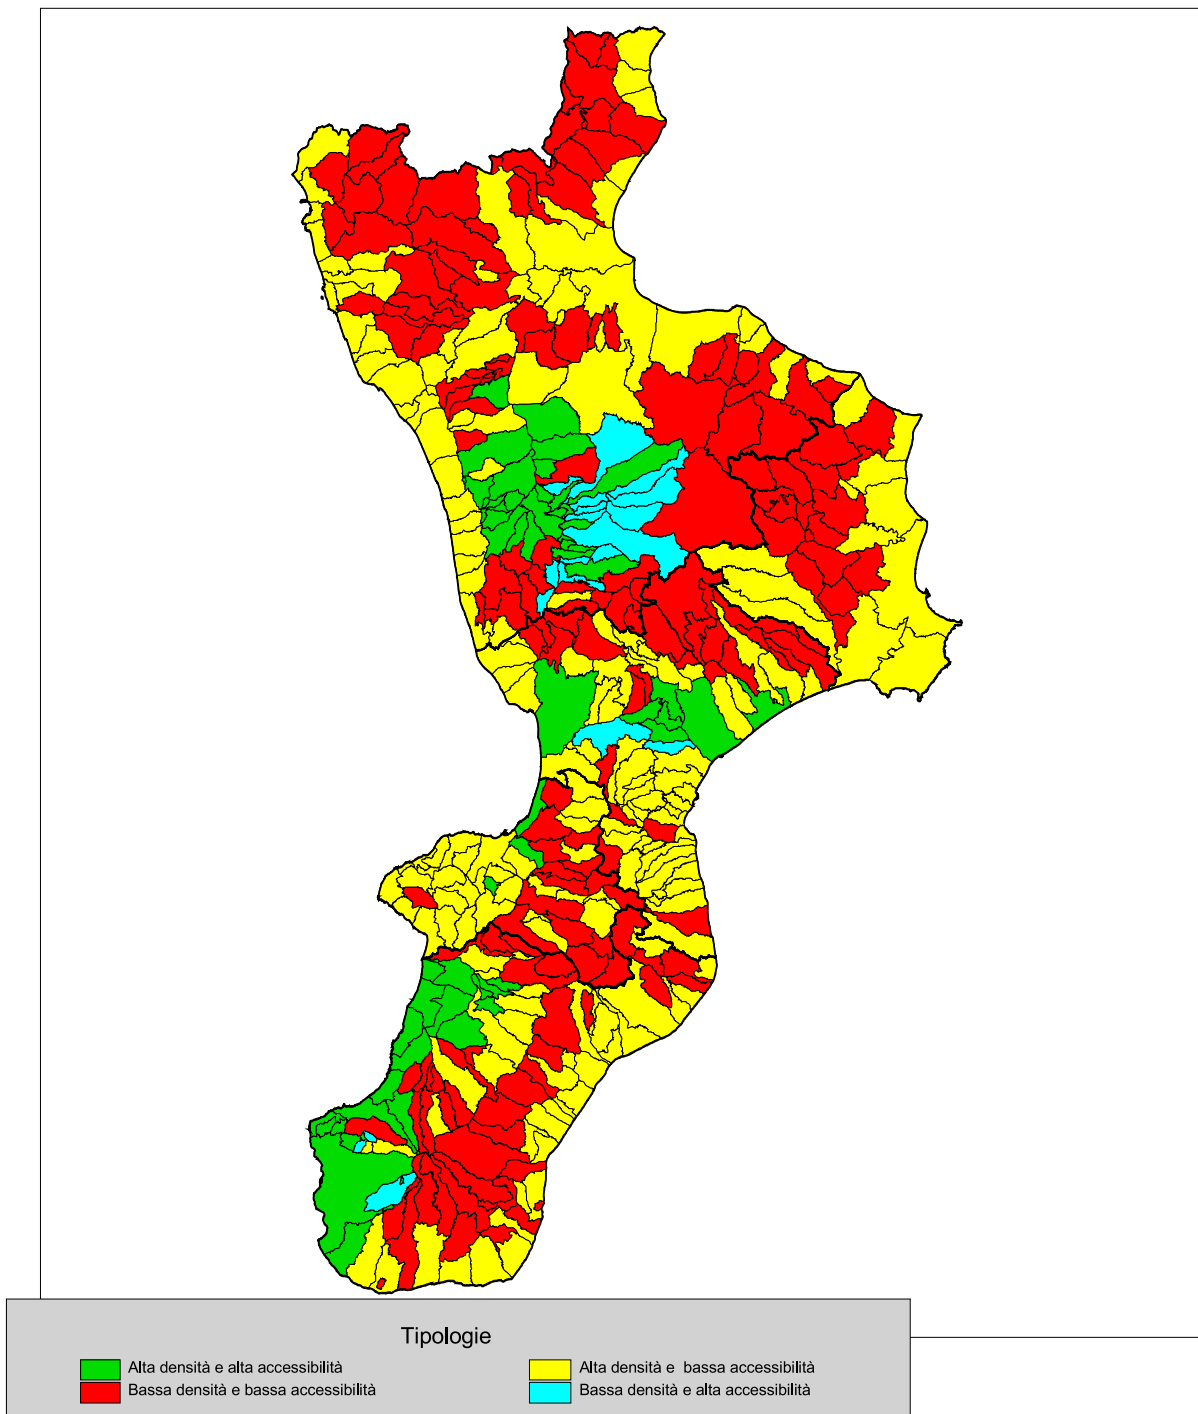 Tipologie
Alta densità e alta accessibilità
Alta densità e bassa accessibilità
Bassa densità e bassa accessibilità
Bassa densità e alta accessibilità